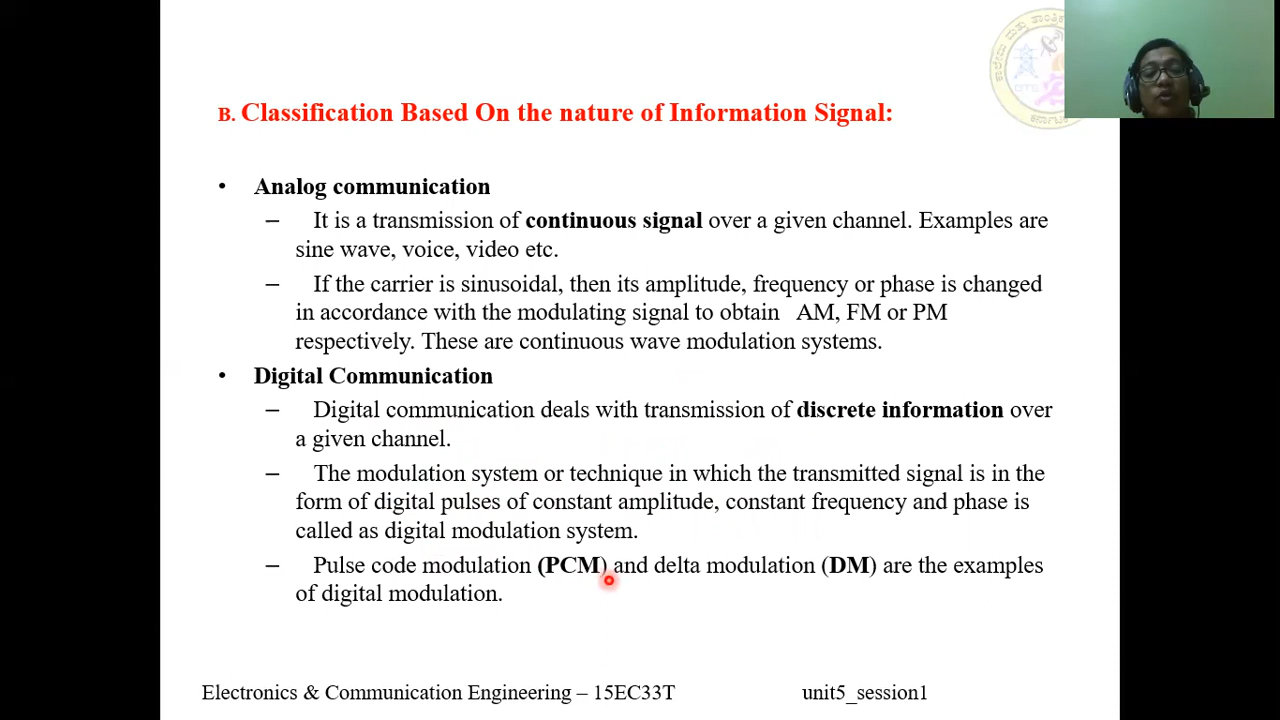 B. Classification Based On the nature of Information Signal:
• Analog communication
– It is a transmission of continuous signal over a given channel. Examples are
sine wave, voice, video etc.
– If the carrier is sinusoidal, then its amplitude, frequency or phase is changed
in accordance with the modulating signal to obtain AM, FM or PM
respectively. These are continuous wave modulation systems.
• Digital Communication
– Digital communication deals with transmission of discrete information over
a given channel.
– The modulation system or technique in which the transmitted signal is in the
form of digital pulses of constant amplitude, constant frequency and phase is
called as digital modulation system.
– Pulse code modulation (PCM) and delta modulation (DM) are the examples
of digital modulation.
Electronics & Communication Engineering – 15EC33T
unit5_session1